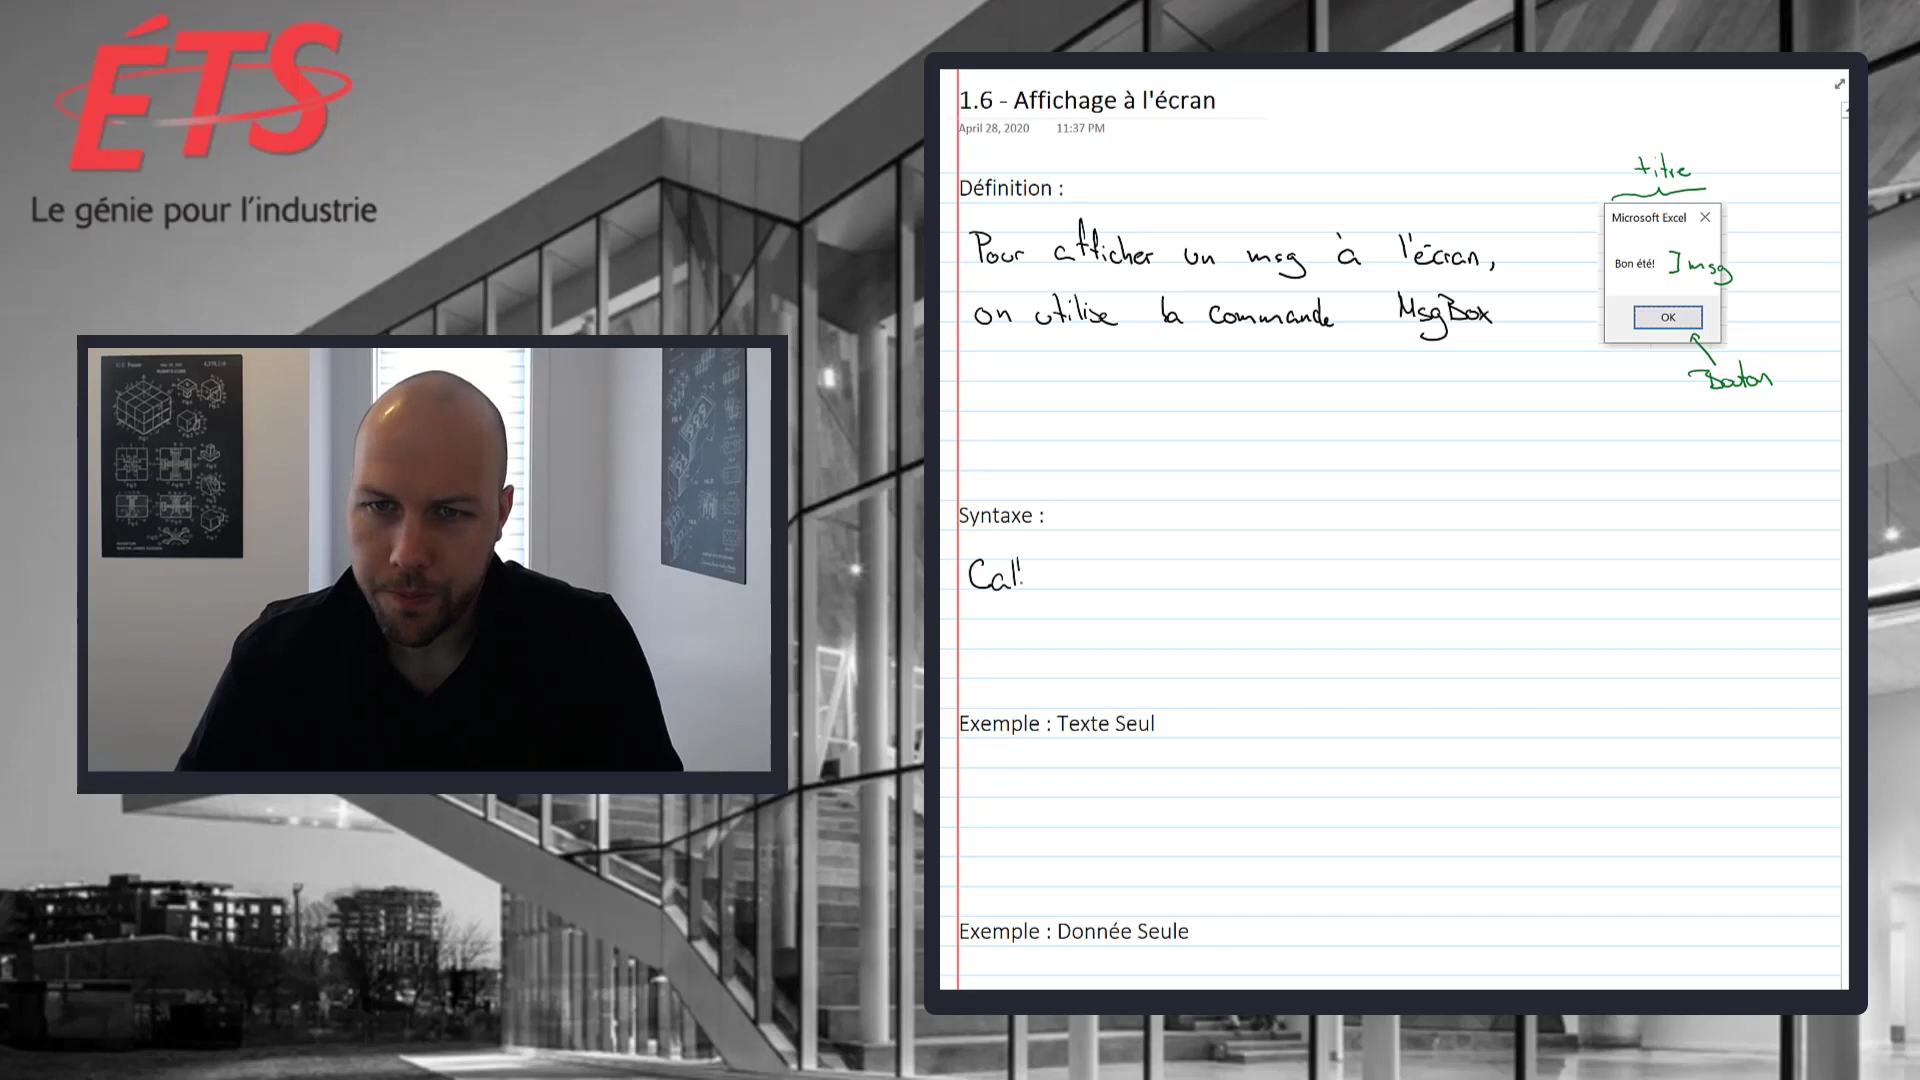 ÉTS
Le génie pour l'industrie
1.6 - Affichage à l'écran
April 28, 2020 11:37 PM
Définition :
Pour afficher un msg à l'écran,
on utilise la commande MsgBox
titre
Microsoft Excel
Bon été!
msg
OK
Bouton
Syntaxe :
Cal
Exemple : Texte Seul
Exemple : Donnée Seule